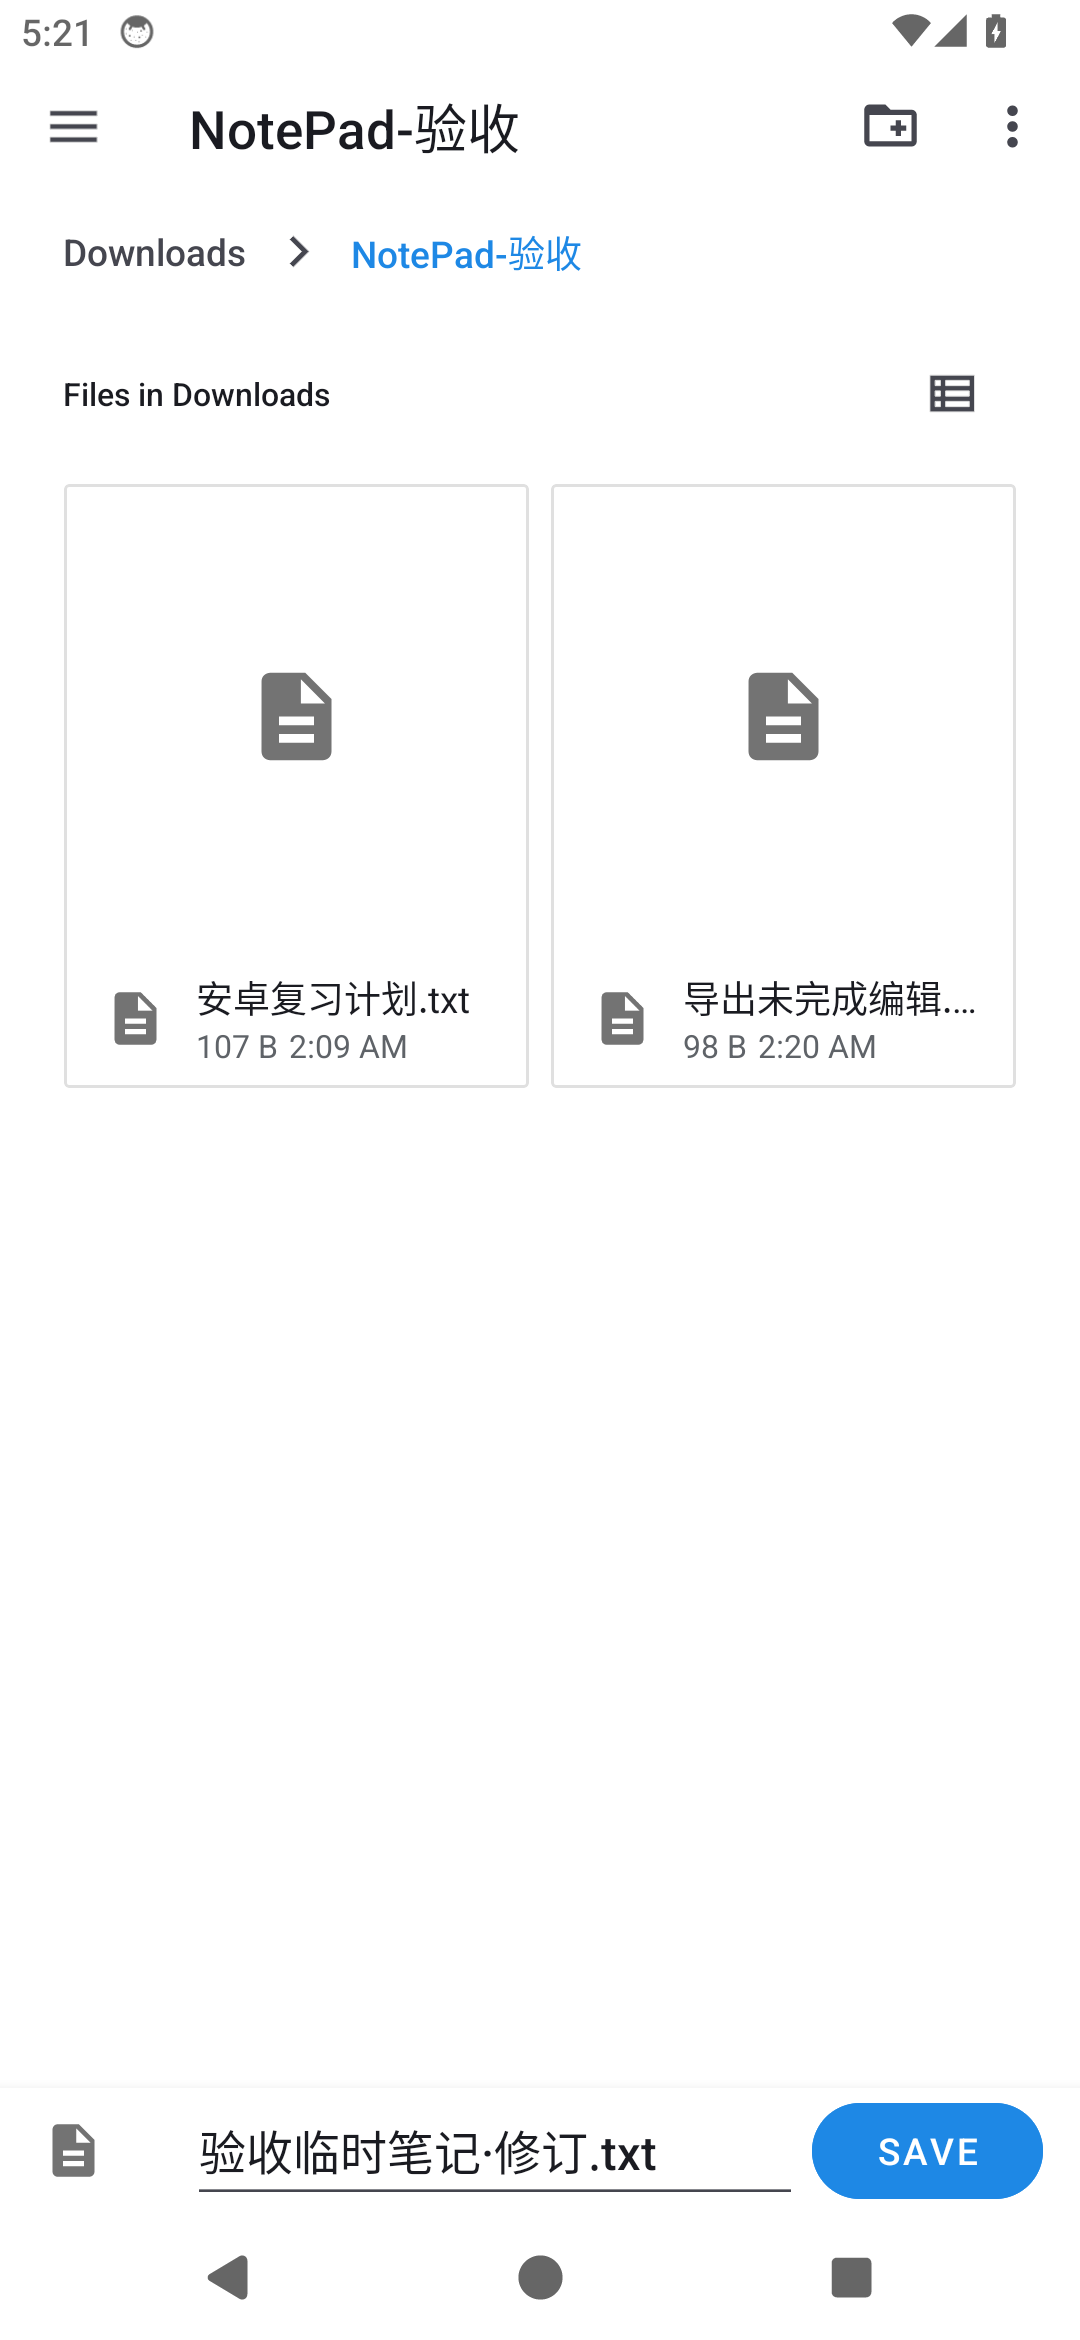 5:21
NotePad-验收
Downloads
NotePad-验收
Files in Downloads
安卓复习计划.txt
107 B 2:09 AM
导出未完成编辑.…
98 B 2:20 AM
验收临时笔记·修订.txt
SAVE